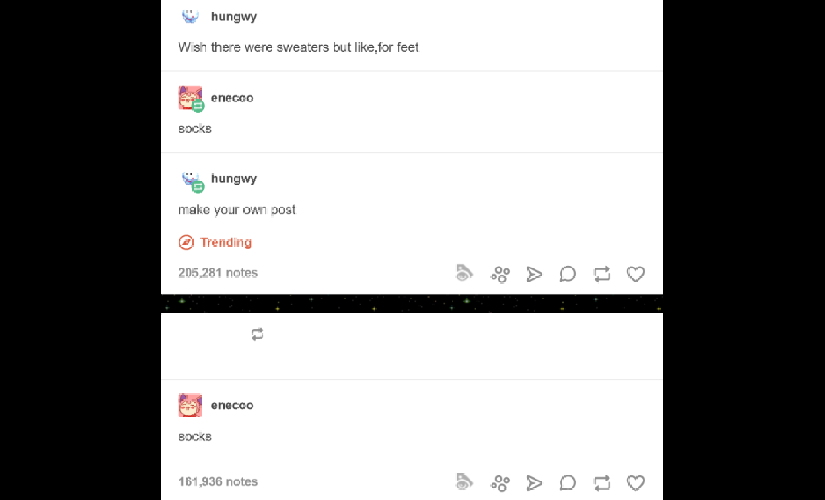 hungwy
Wish there were sweaters but like,for feet
enecoo
socks
hungwy
make your own post
Trending
205,281 notes
enecoo
socks
161,936 notes